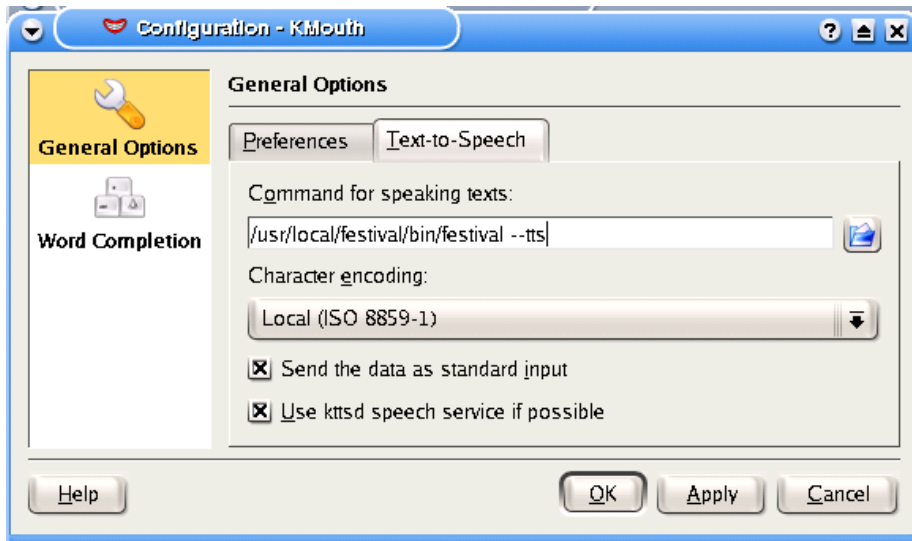 Configuration - KMouth
General Options
Word Completion
General Options
Preferences
Text-to-Speech
Command for speaking texts:
/usr/local/festival/bin/festival --tts
Character encoding:
Local (ISO 8859-1)
Send the data as standard input
Use kttsd speech service if possible
Help
OK
Apply
Cancel